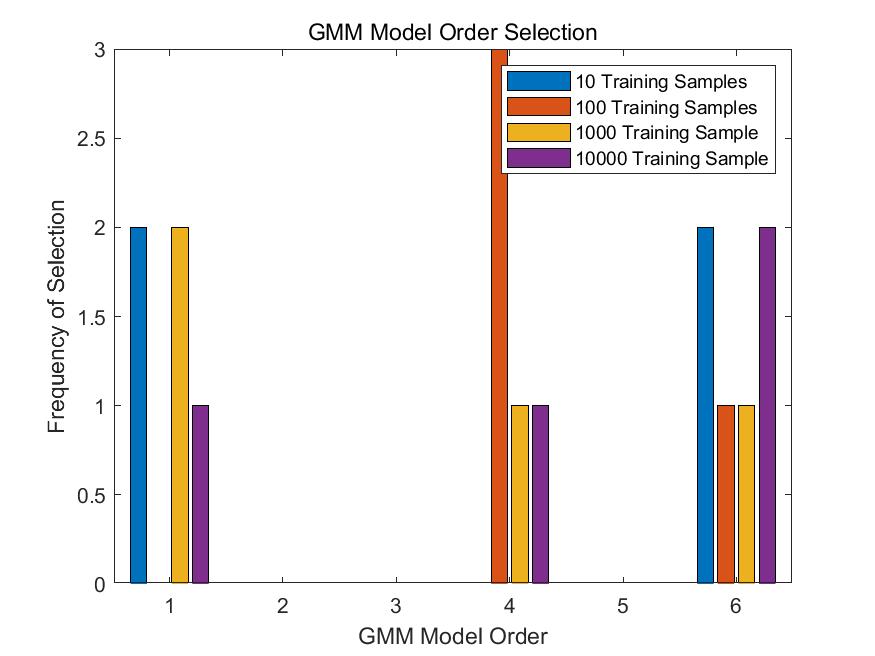 GMM Model Order Selection
3
2.5
2
1.5
1
0.5
0
Frequency of Selection
10 Training Samples
100 Training Samples
1000 Training Sample
10000 Training Sample
1 2 3 4 5 6
GMM Model Order